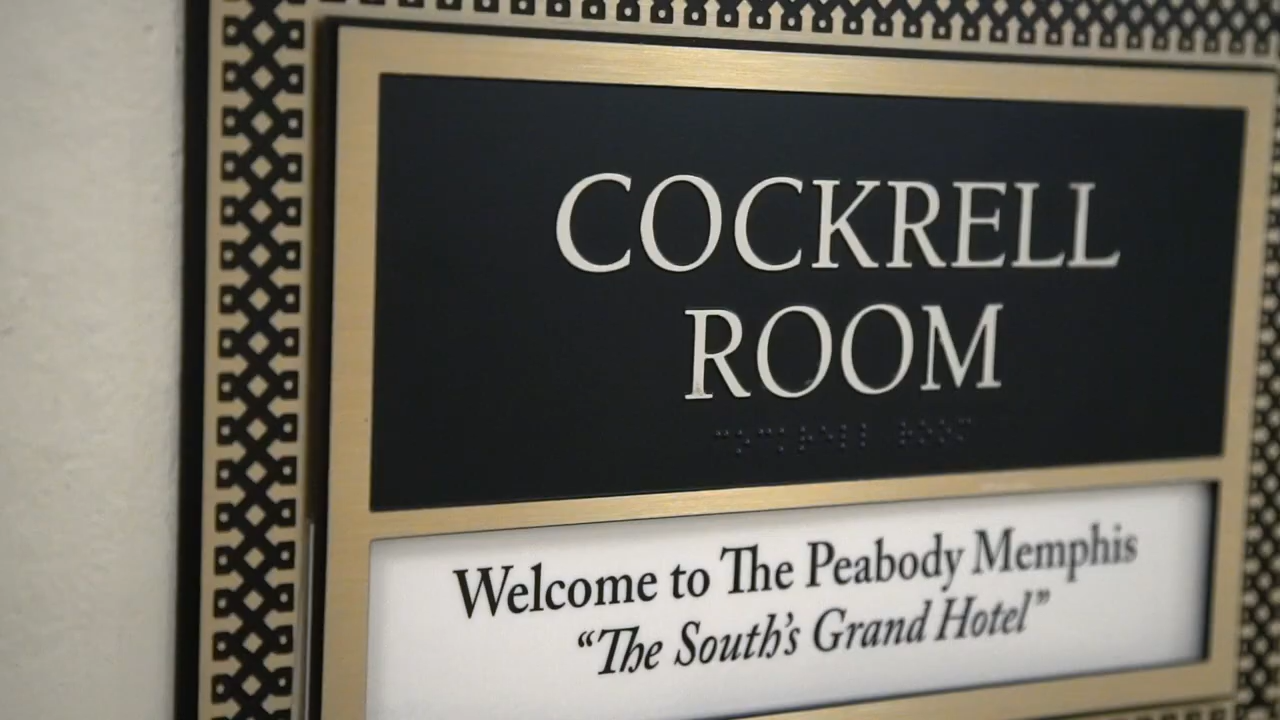 COCKRELL
ROOM
Welcome to The Peabody Memphis
“The South's Grand Hotel”